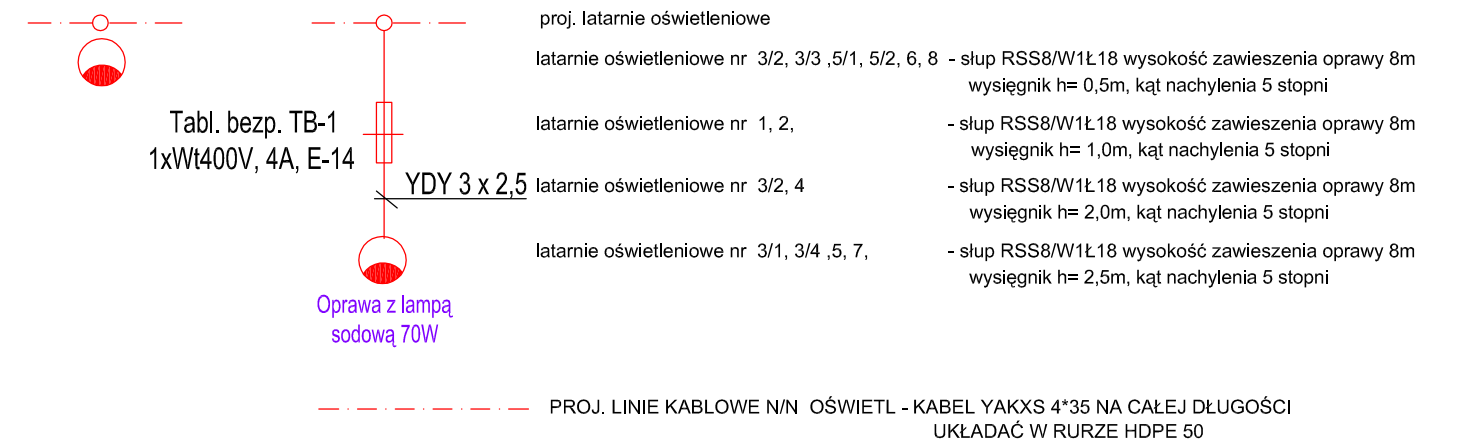 proj. latarnie oświetleniowe
latarnie oświetleniowe nr 3/2, 3/3 ,5/1, 5/2, 6, 8 - słup RSS8/W1Ł18 wysokość zawieszenia oprawy 8m
wysięgnik h= 0,5m, kąt nachylenia 5 stopni
Tabl. bezp. TB-1
1xWt400V, 4A, E-14
latarnie oświetleniowe nr 1, 2, - słup RSS8/W1Ł18 wysokość zawieszenia oprawy 8m
wysięgnik h= 1,0m, kąt nachylenia 5 stopni
YDY 3 x 2,5
latarnie oświetleniowe nr 3/2, 4 - słup RSS8/W1Ł18 wysokość zawieszenia oprawy 8m
wysięgnik h= 2,0m, kąt nachylenia 5 stopni
latarnie oświetleniowe nr 3/1, 3/4 ,5, 7, - słup RSS8/W1Ł18 wysokość zawieszenia oprawy 8m
wysięgnik h= 2,5m, kąt nachylenia 5 stopni
Oprawa z lampą
sodową 70W
PROJ. LINIE KABLOWE N/N OŚWIETL - KABEL YAKXS 4*35 NA CAŁEJ DŁUGOŚCI
UKŁADAĆ W RURZE HDPE 50